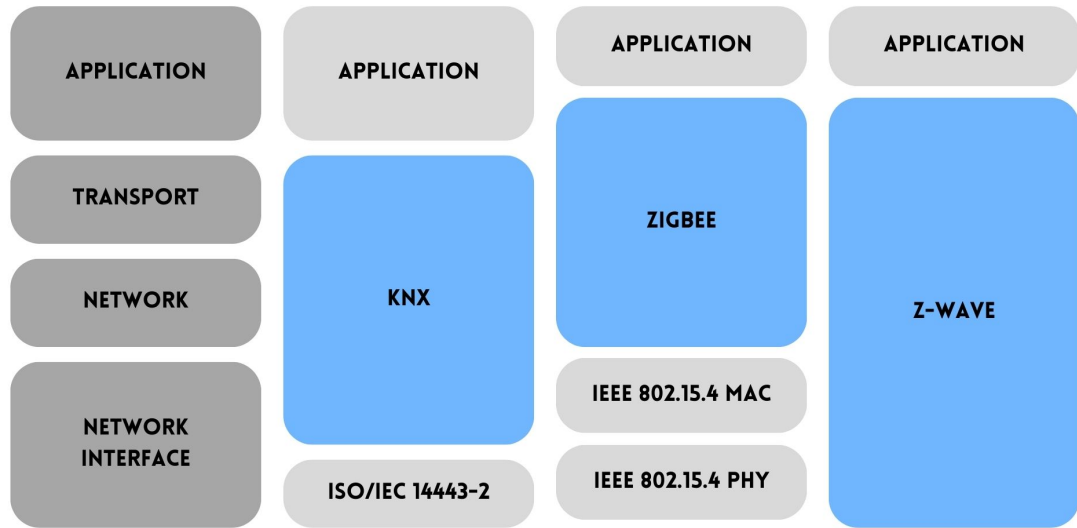 APPLICATION
TRANSPORT
NETWORK
NETWORK
INTERFACE
APPLICATION
KNX
ISO/IEC 14443-2
APPLICATION
ZIGBEE
IEEE 802.15.4 MAC
IEEE 802.15.4 PHY
APPLICATION
Z-WAVE